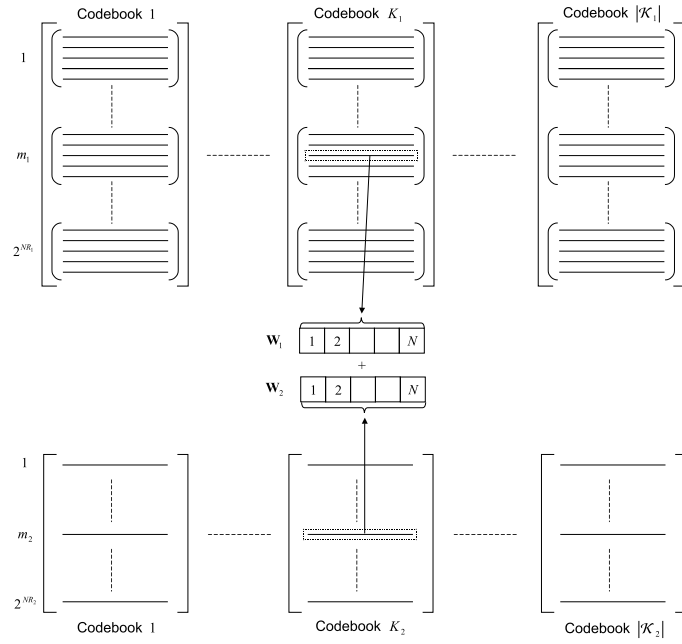 Codebook 1 Codebook K₁ Codebook |𝒦₁|
1
m₁
2^{NR₁}
W₁ 1 2 N
+
W₂ 1 2 N
1
m₂
2^{NR₂}
Codebook 1 Codebook K₂ Codebook |𝒦₂|